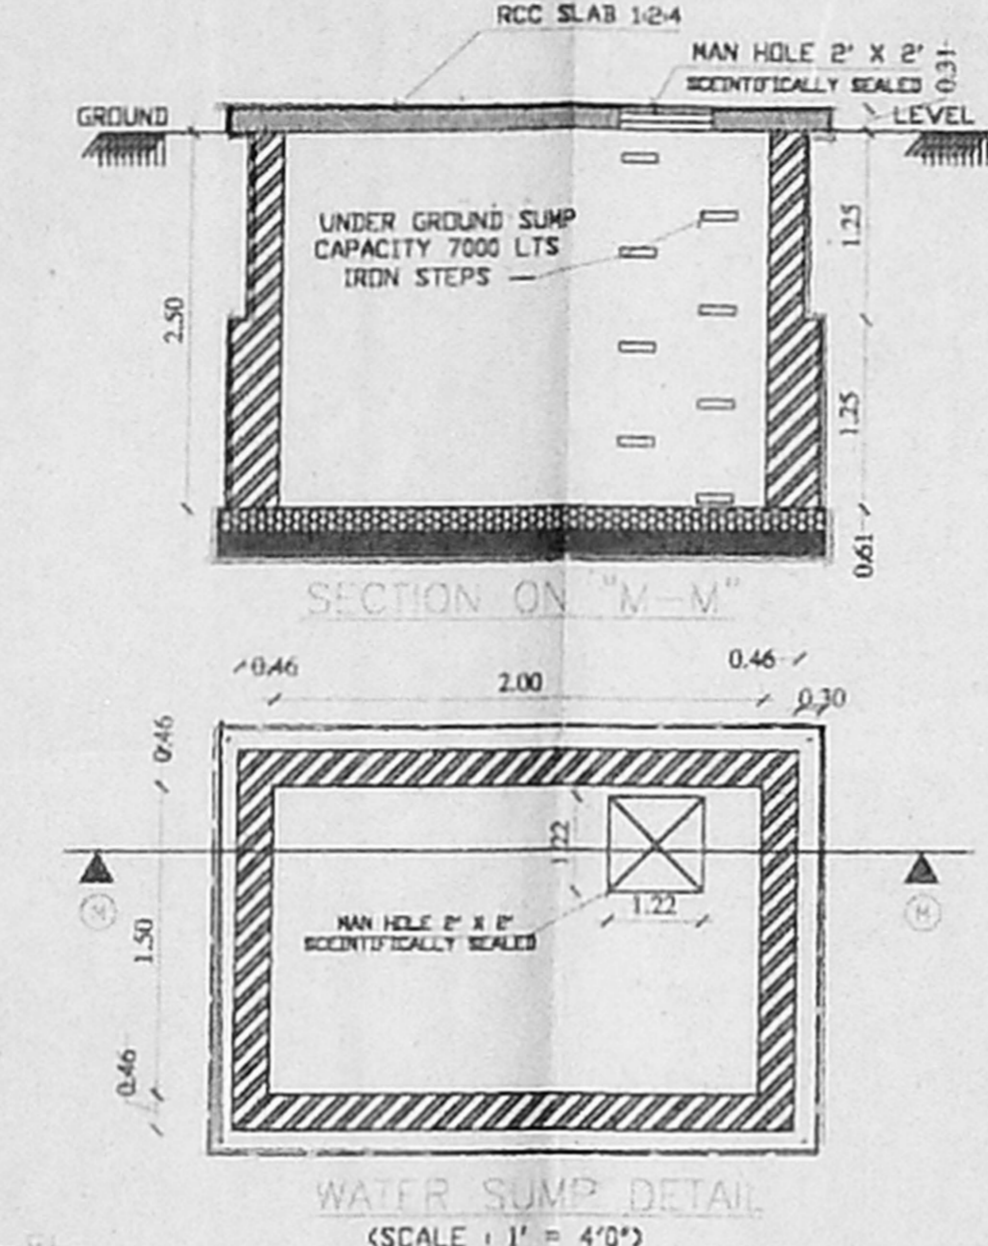 RCC SLAB 1:2:4
MAN HOLE 2' X 2'
SCEINTIFICALLY SEALED
0.31
GROUND
LEVEL
UNDER GROUND SUMP
CAPACITY 7000 LTS
IRON STEPS
2.50
1.25
1.25
0.61
SECTION ON "M-M"
0.46
2.00
0.46
0.30
0.46
1.22
1.22
M
M
1.50
MAN HOLE 2' X 2'
SCEINTIFICALLY SEALED
0.46
WATER SUMP DETAIL
(SCALE : 1' = 4'0")